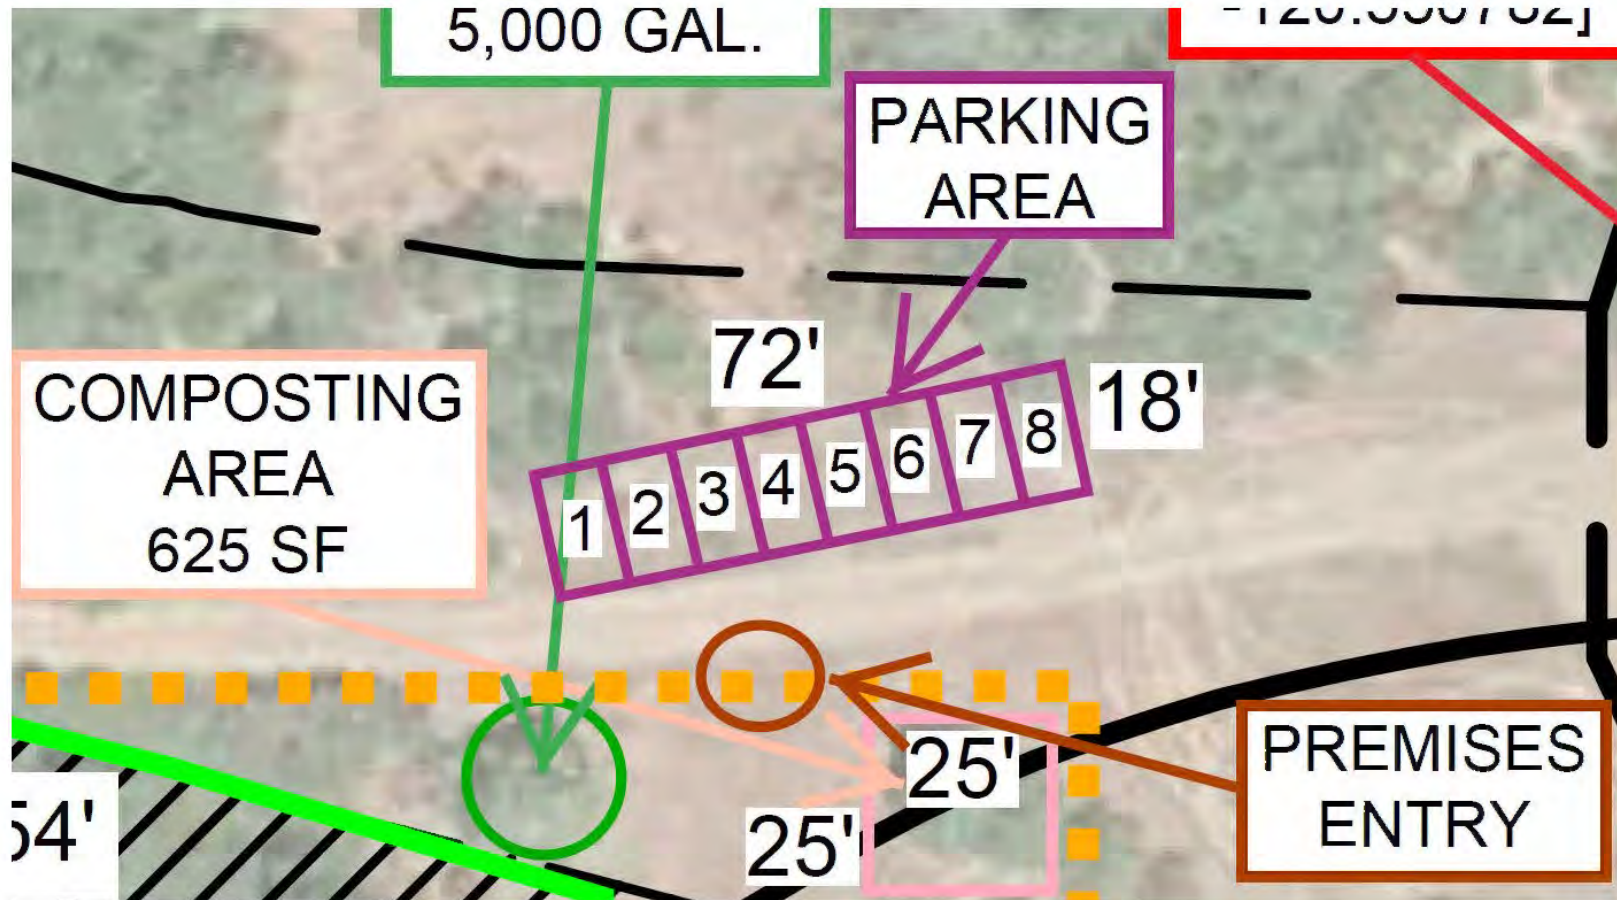 5,000 GAL.
PARKING
AREA
72'
18'
COMPOSTING
AREA
625 SF
1 2 3 4 5 6 7 8
25'
25'
PREMISES
ENTRY